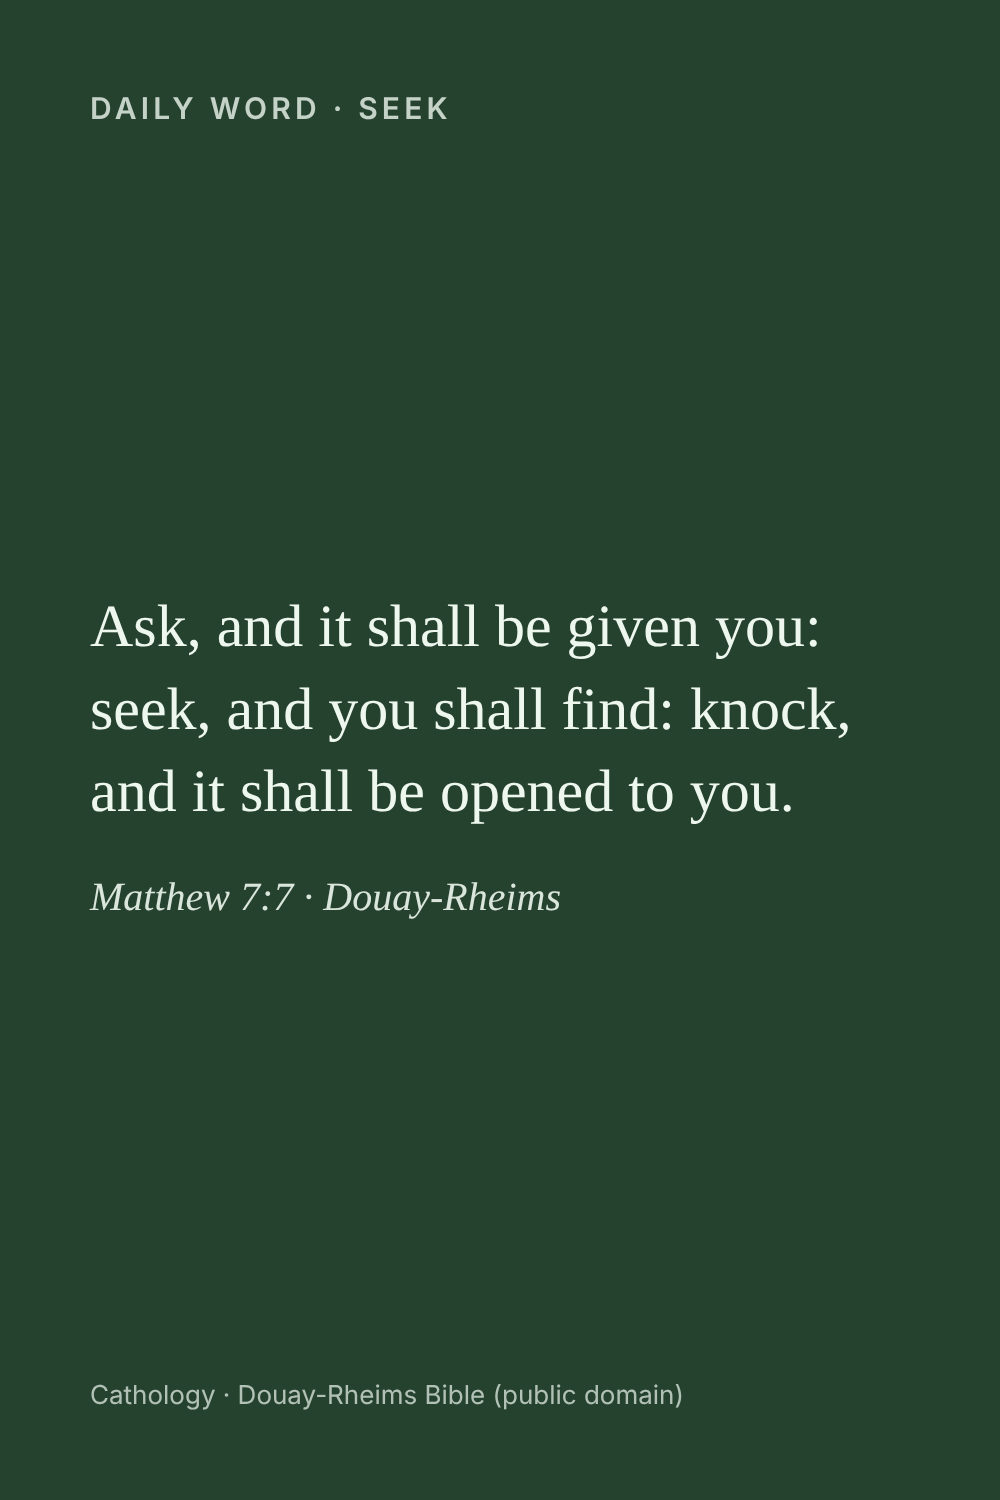 DAILY WORD · SEEK
Ask, and it shall be given you:
seek, and you shall find: knock,
and it shall be opened to you.
Matthew 7:7 · Douay-Rheims
Cathology · Douay-Rheims Bible (public domain)